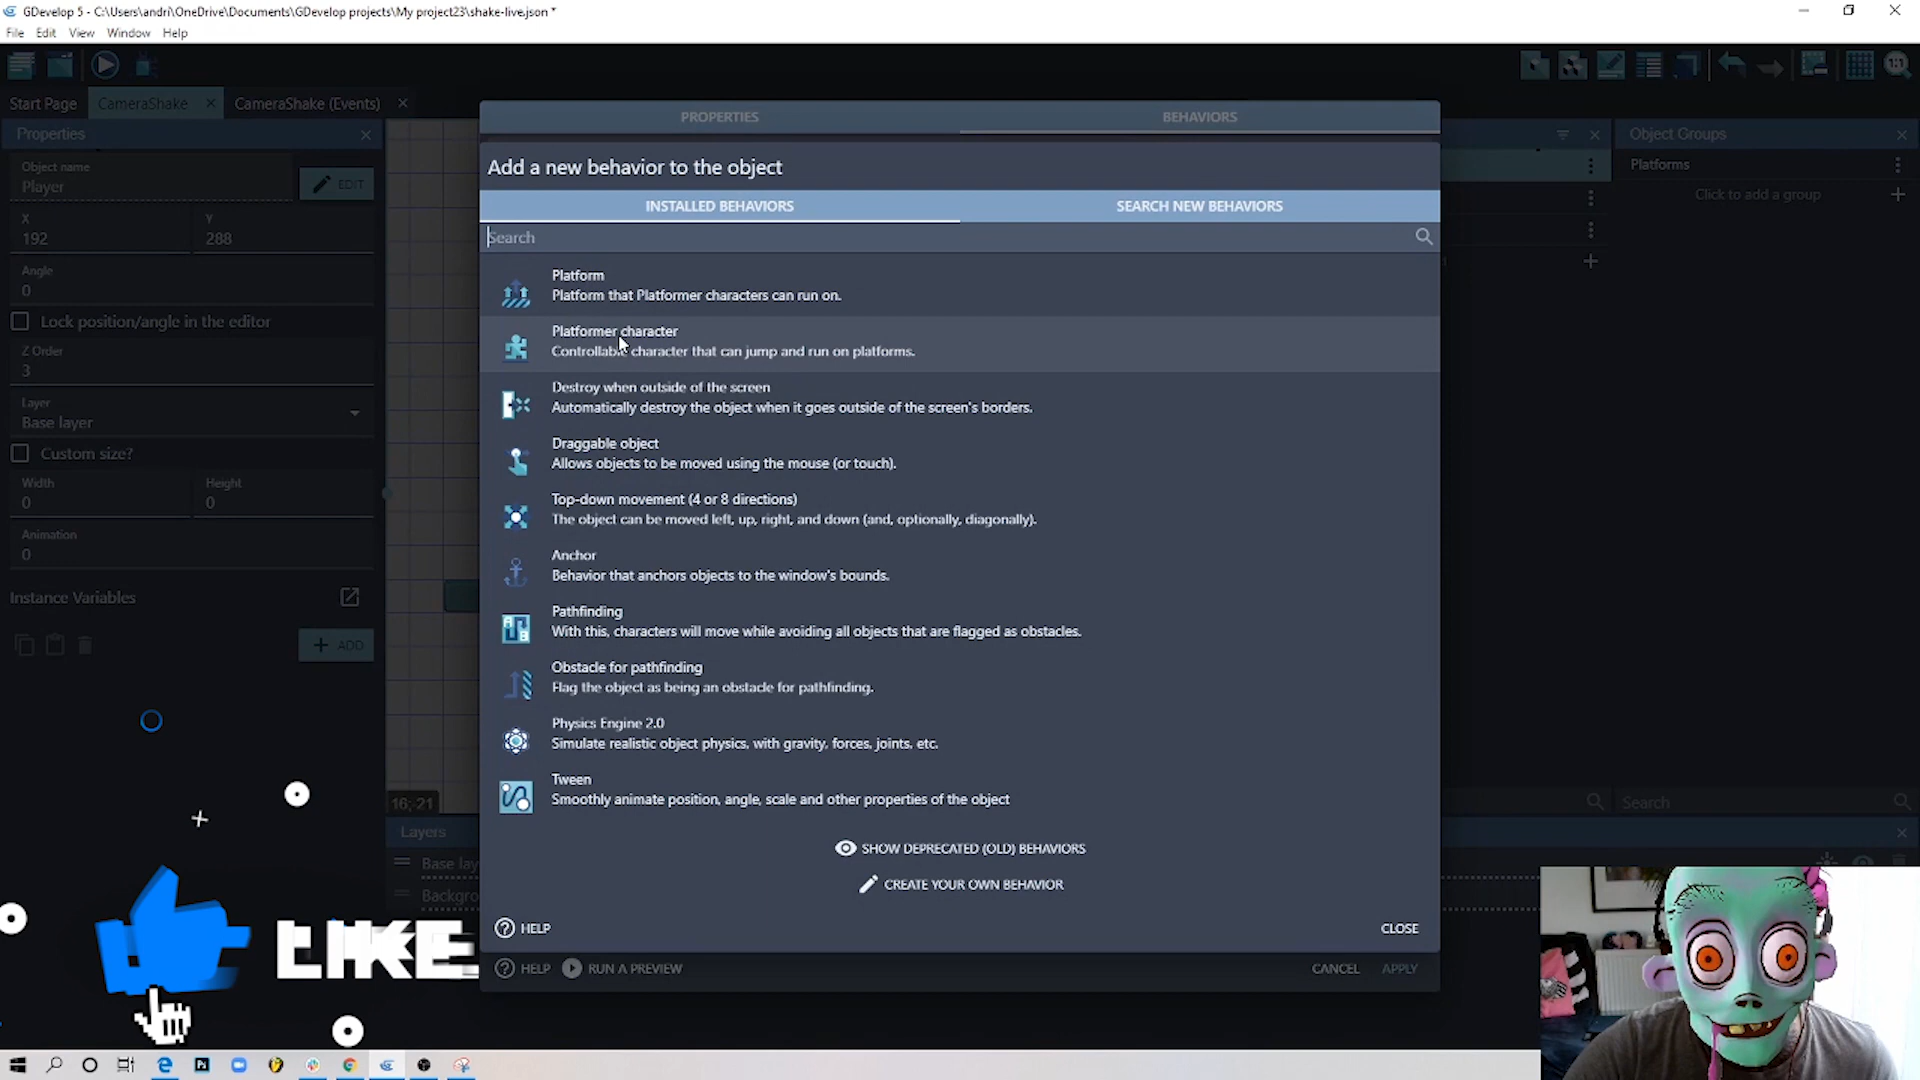 GDevelop 5 - C:\Users\andri\OneDrive\Documents\GDevelop projects\My project23\shake-live.json *
File Edit View Window Help
Start Page CameraShake CameraShake (Events)
Properties
Object name
Player
EDIT
X Y
192 288
Angle
0
Lock position/angle in the editor
Z Order
3
Layer
Base layer
Custom size?
Width Height
0 0
Animation
0
Instance Variables
ADD
PROPERTIES BEHAVIORS
Add a new behavior to the object
INSTALLED BEHAVIORS SEARCH NEW BEHAVIORS
Search
Platform
Platform that Platformer characters can run on.
Platformer character
Controllable character that can jump and run on platforms.
Destroy when outside of the screen
Automatically destroy the object when it goes outside of the screen's borders.
Draggable object
Allows objects to be moved using the mouse (or touch).
Top-down movement (4 or 8 directions)
The object can be moved left, up, right, and down (and, optionally, diagonally).
Anchor
Behavior that anchors objects to the window's bounds.
Pathfinding
With this, characters will move while avoiding all objects that are flagged as obstacles.
Obstacle for pathfinding
Flag the object as being an obstacle for pathfinding.
Physics Engine 2.0
Simulate realistic object physics, with gravity, forces, joints, etc.
Tween
Smoothly animate position, angle, scale and other properties of the object
SHOW DEPRECATED (OLD) BEHAVIORS
CREATE YOUR OWN BEHAVIOR
HELP CLOSE
HELP RUN A PREVIEW CANCEL APPLY
Object Groups
Platforms
Click to add a group
Search
1:1
16;-21
Layers
Base lay
Backgro
LIKE